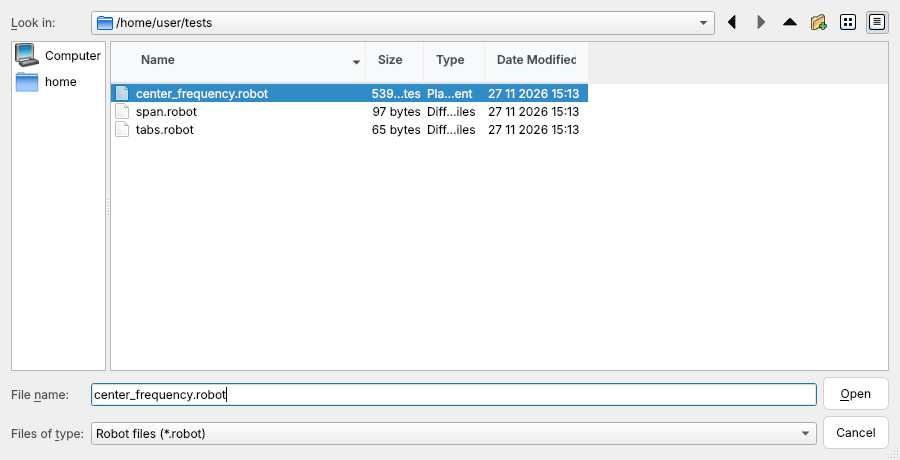 Look in: /home/user/tests
Computer
home
Name Size Type Date Modified
center_frequency.robot 539...tes Pla...ent 27 11 2026 15:13
span.robot 97 bytes Diff...iles 27 11 2026 15:13
tabs.robot 65 bytes Diff...iles 27 11 2026 15:13
File name: center_frequency.robot Open
Files of type: Robot files (*.robot) Cancel